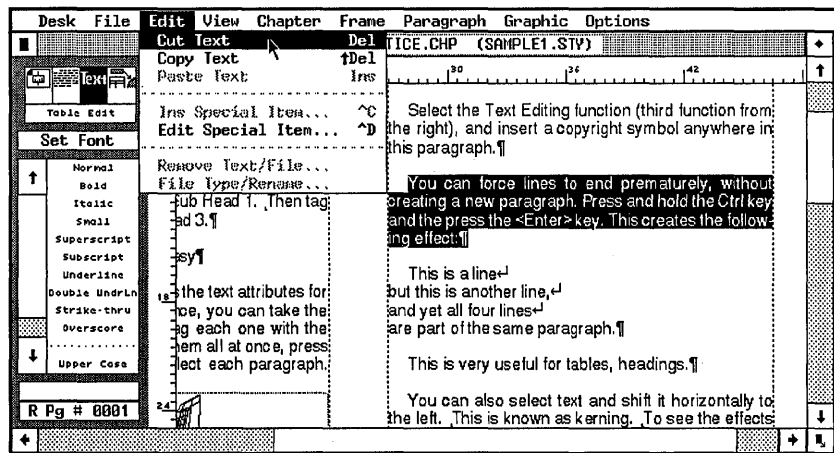 Desk File Edit View Chapter Frame Paragraph Graphic Options
TICE.CHP (SAMPLE1.STY)
Cut Text Del
Copy Text ↑Del
Paste Text Ins
Ins Special Item... ^C
Edit Special Item... ^D
Remove Text/File...
File Type/Rename...
Text
Table Edit
Set Font
Normal
Bold
Italic
Small
Superscript
Subscript
Underline
Double UndrLn
Strike-thru
Overscore
Upper Case
R Pg # 0001
30 36 42
18
24
Sub Head 1. Then tag
ad 3.¶
sy¶
the text attributes for
ce, you can take the
ag each one with the
em all at once, press
lect each paragraph.
Select the Text Editing function (third function from
the right), and insert a copyright symbol anywhere in
this paragraph.¶
You can force lines to end prematurely, without
creating a new paragraph. Press and hold the Ctrl key
and the press the <Enter> key. This creates the follow-
ing effect:¶
This is a line↵
but this is another line,↵
and yet all four lines↵
are part of the same paragraph.¶
This is very useful for tables, headings.¶
You can also select text and shift it horizontally to
the left. This is known as kerning. To see the effects